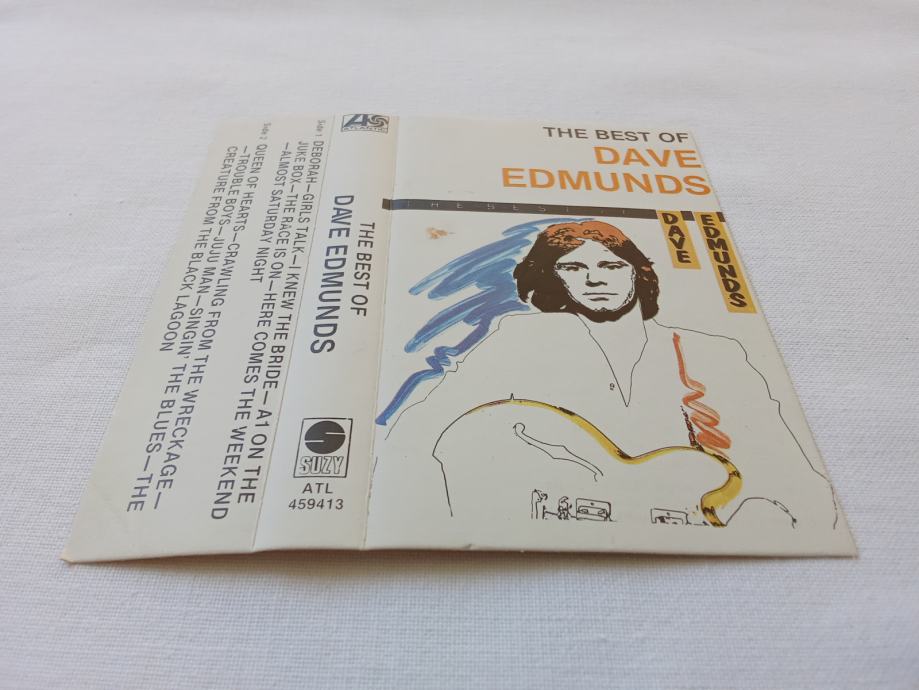 THE BEST OF
DAVE
EDMUNDS
THE BEST OF
DAVE
EDMUNDS
AS
ATLANTIC
THE BEST OF
DAVE EDMUNDS
S
SUZY
ATL
459413
Side 1 DEBORAH—GIRLS TALK—I KNEW THE BRIDE—A1 ON THE
JUKE BOX—THE RACE IS ON—HERE COMES THE WEEKEND
—ALMOST SATURDAY NIGHT
Side 2 QUEEN OF HEARTS—CRAWLING FROM THE WRECKAGE—
—TROUBLE BOYS—JUJU MAN—SINGIN' THE BLUES—THE
CREATURE FROM THE BLACK LAGOON